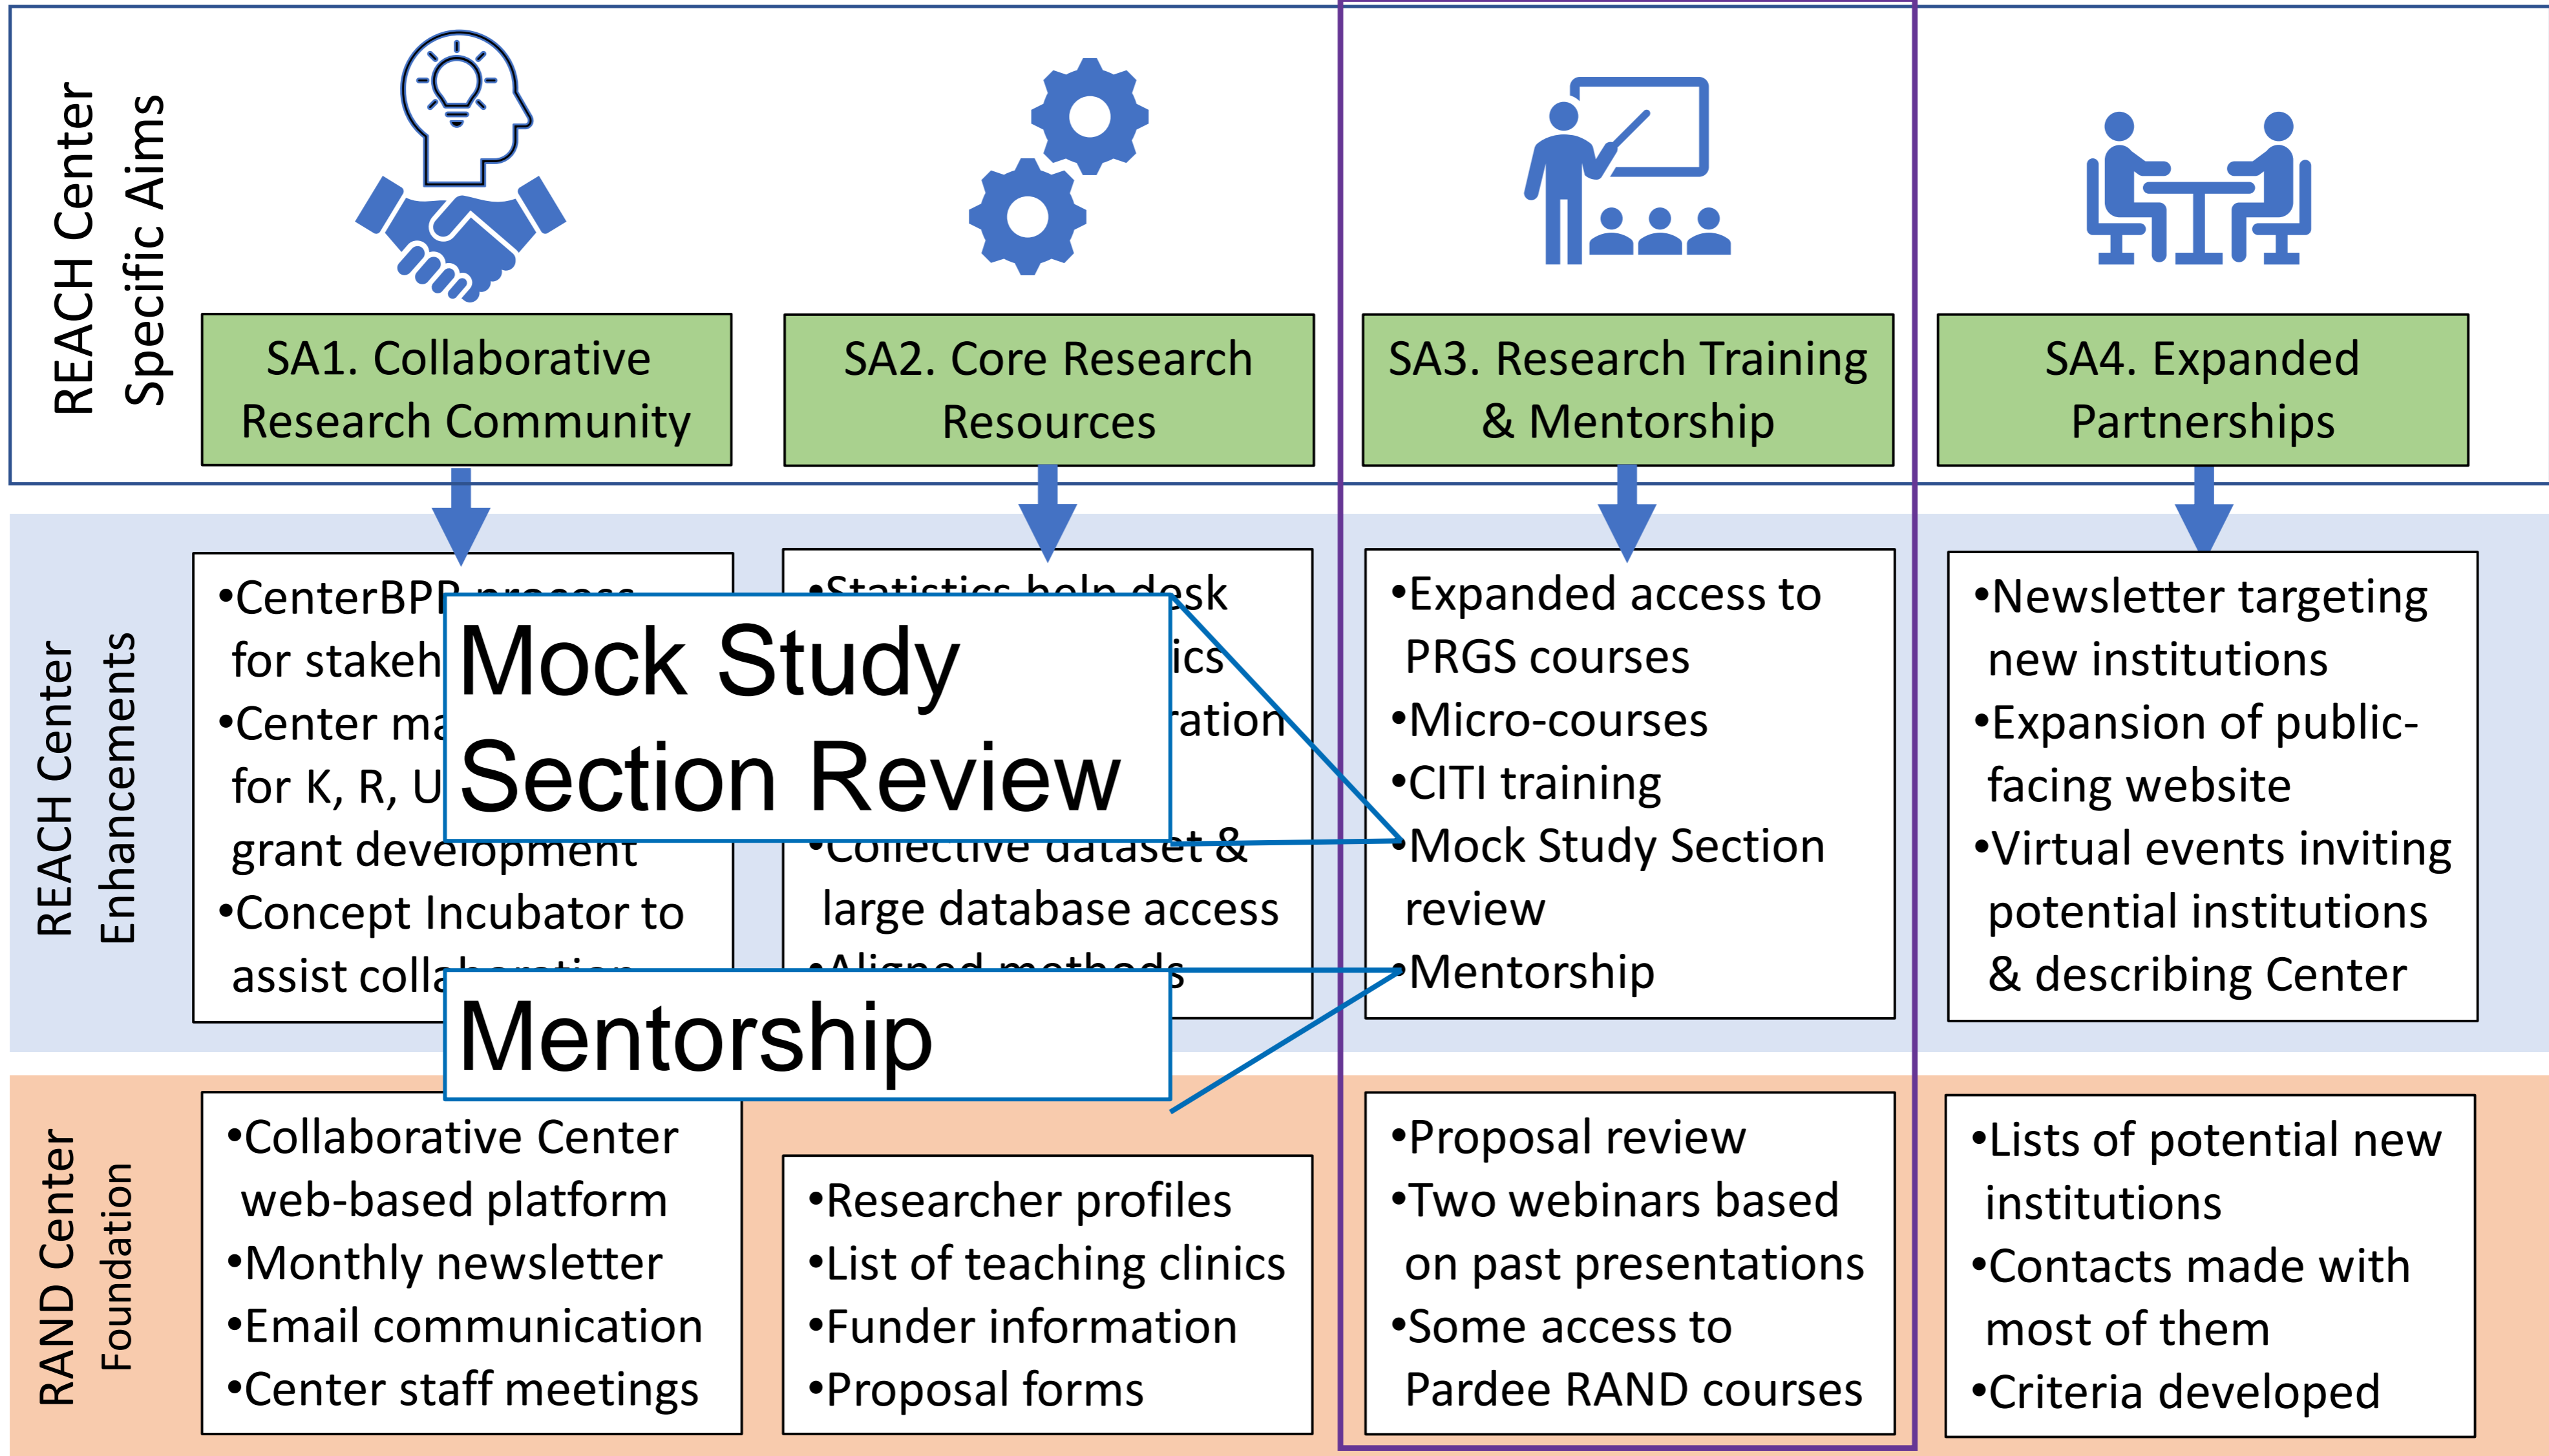 REACH Center
Specific Aims
SA1. Collaborative
Research Community
SA2. Core Research
Resources
SA3. Research Training
& Mentorship
SA4. Expanded
Partnerships
REACH Center
Enhancements
•CenterBPR process
for stakeh
•Center ma
for K, R, U
grant development
•Concept Incubator to
assist collaboration
•Statistics help desk
ics
ration
•Collective dataset &
large database access
•Aligned methods
Mock Study
Section Review
Mentorship
•Expanded access to
PRGS courses
•Micro-courses
•CITI training
•Mock Study Section
review
•Mentorship
•Newsletter targeting
new institutions
•Expansion of public-
facing website
•Virtual events inviting
potential institutions
& describing Center
RAND Center
Foundation
•Collaborative Center
web-based platform
•Monthly newsletter
•Email communication
•Center staff meetings
•Researcher profiles
•List of teaching clinics
•Funder information
•Proposal forms
•Proposal review
•Two webinars based
on past presentations
•Some access to
Pardee RAND courses
•Lists of potential new
institutions
•Contacts made with
most of them
•Criteria developed